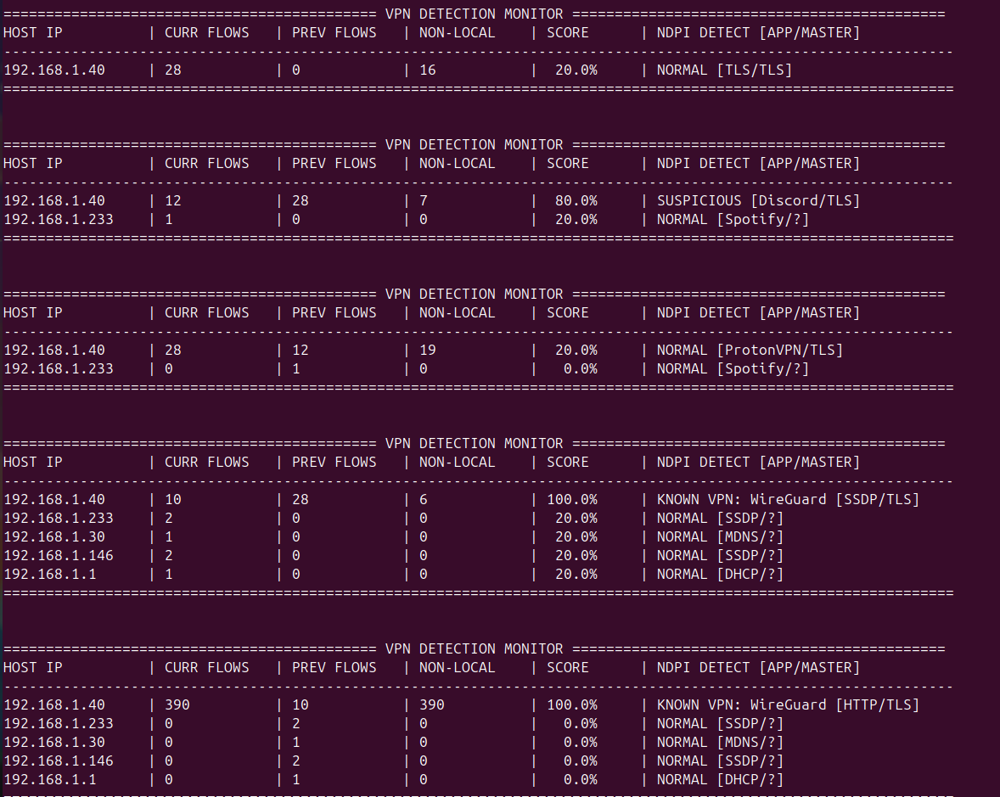 ============================================ VPN DETECTION MONITOR ============================================
HOST IP          | CURR FLOWS   | PREV FLOWS   | NON-LOCAL    | SCORE      | NDPI DETECT [APP/MASTER]
----------------------------------------------------------------------------------------------------------------
192.168.1.40     | 28           | 0            | 16           |  20.0%     | NORMAL [TLS/TLS]
================================================================================================================
============================================ VPN DETECTION MONITOR ============================================
HOST IP          | CURR FLOWS   | PREV FLOWS   | NON-LOCAL    | SCORE      | NDPI DETECT [APP/MASTER]
----------------------------------------------------------------------------------------------------------------
192.168.1.40     | 12           | 28           | 7            |  80.0%     | SUSPICIOUS [Discord/TLS]
192.168.1.233    | 1            | 0            | 0            |  20.0%     | NORMAL [Spotify/?]
================================================================================================================
============================================ VPN DETECTION MONITOR ============================================
HOST IP          | CURR FLOWS   | PREV FLOWS   | NON-LOCAL    | SCORE      | NDPI DETECT [APP/MASTER]
----------------------------------------------------------------------------------------------------------------
192.168.1.40     | 28           | 12           | 19           |  20.0%     | NORMAL [ProtonVPN/TLS]
192.168.1.233    | 0            | 1            | 0            |   0.0%     | NORMAL [Spotify/?]
================================================================================================================
============================================ VPN DETECTION MONITOR ============================================
HOST IP          | CURR FLOWS   | PREV FLOWS   | NON-LOCAL    | SCORE      | NDPI DETECT [APP/MASTER]
----------------------------------------------------------------------------------------------------------------
192.168.1.40     | 10           | 28           | 6            | 100.0%     | KNOWN VPN: WireGuard [SSDP/TLS]
192.168.1.233    | 2            | 0            | 0            |  20.0%     | NORMAL [SSDP/?]
192.168.1.30     | 1            | 0            | 0            |  20.0%     | NORMAL [MDNS/?]
192.168.1.146    | 2            | 0            | 0            |  20.0%     | NORMAL [SSDP/?]
192.168.1.1      | 1            | 0            | 0            |  20.0%     | NORMAL [DHCP/?]
================================================================================================================
============================================ VPN DETECTION MONITOR ============================================
HOST IP          | CURR FLOWS   | PREV FLOWS   | NON-LOCAL    | SCORE      | NDPI DETECT [APP/MASTER]
----------------------------------------------------------------------------------------------------------------
192.168.1.40     | 390          | 10           | 390          | 100.0%     | KNOWN VPN: WireGuard [HTTP/TLS]
192.168.1.233    | 0            | 2            | 0            |   0.0%     | NORMAL [SSDP/?]
192.168.1.30     | 0            | 1            | 0            |   0.0%     | NORMAL [MDNS/?]
192.168.1.146    | 0            | 2            | 0            |   0.0%     | NORMAL [SSDP/?]
192.168.1.1      | 0            | 1            | 0            |   0.0%     | NORMAL [DHCP/?]
================================================================================================================